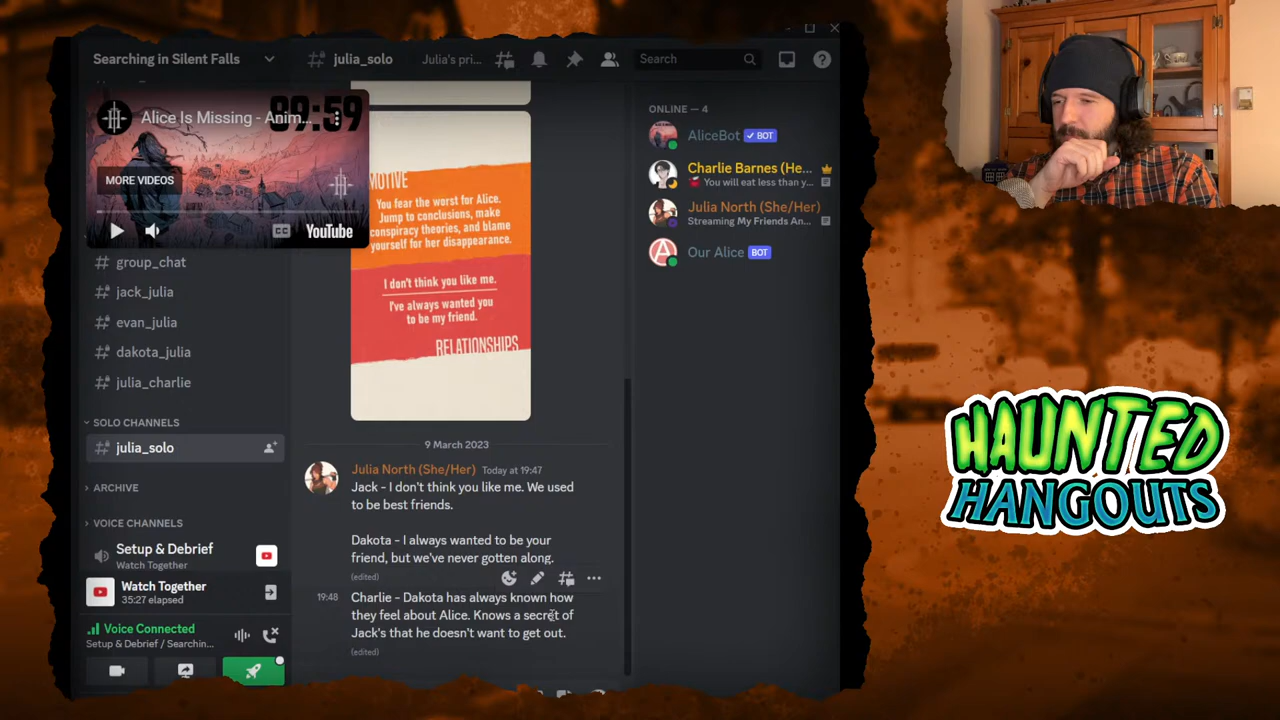 Searching in Silent Falls
julia_solo
Julia's pri...
Search
Alice Is Missing - Anim...
89:59
MORE VIDEOS
CC
YouTube
group_chat
jack_julia
evan_julia
dakota_julia
julia_charlie
SOLO CHANNELS
julia_solo
ARCHIVE
VOICE CHANNELS
Setup & Debrief
Watch Together
Watch Together
35:27 elapsed
Voice Connected
Setup & Debrief / Searchin...
MOTIVE
You fear the worst for Alice.
Jump to conclusions, make
conspiracy theories, and blame
yourself for her disappearance.
I don't think you like me.
I've always wanted you
to be my friend.
RELATIONSHIPS
9 March 2023
Julia North (She/Her) Today at 19:47
Jack - I don't think you like me. We used
to be best friends.
Dakota - I always wanted to be your
friend, but we've never gotten along.
(edited)
19:48 Charlie - Dakota has always known how
they feel about Alice. Knows a secret of
Jack's that he doesn't want to get out.
(edited)
ONLINE — 4
AliceBot ✓ BOT
Charlie Barnes (He...
You will eat less than y...
Julia North (She/Her)
Streaming My Friends An...
Our Alice BOT
HAUNTED
HANGOUTS